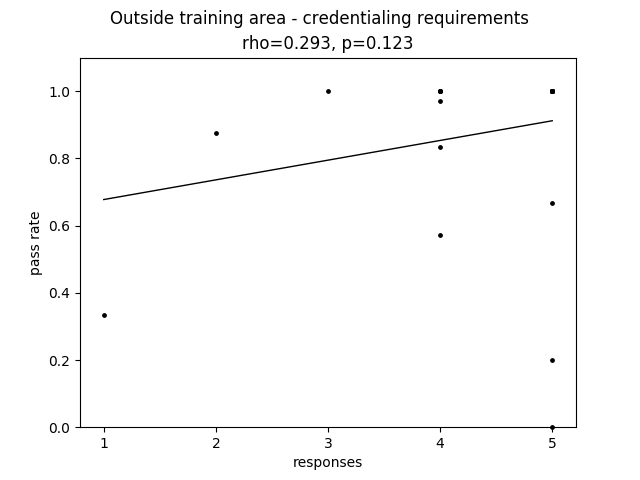 Outside training area - credentialing requirements
rho=0.293, p=0.123
1.0
0.8
0.6
0.4
0.2
0.0
pass rate
1 2 3 4 5
responses